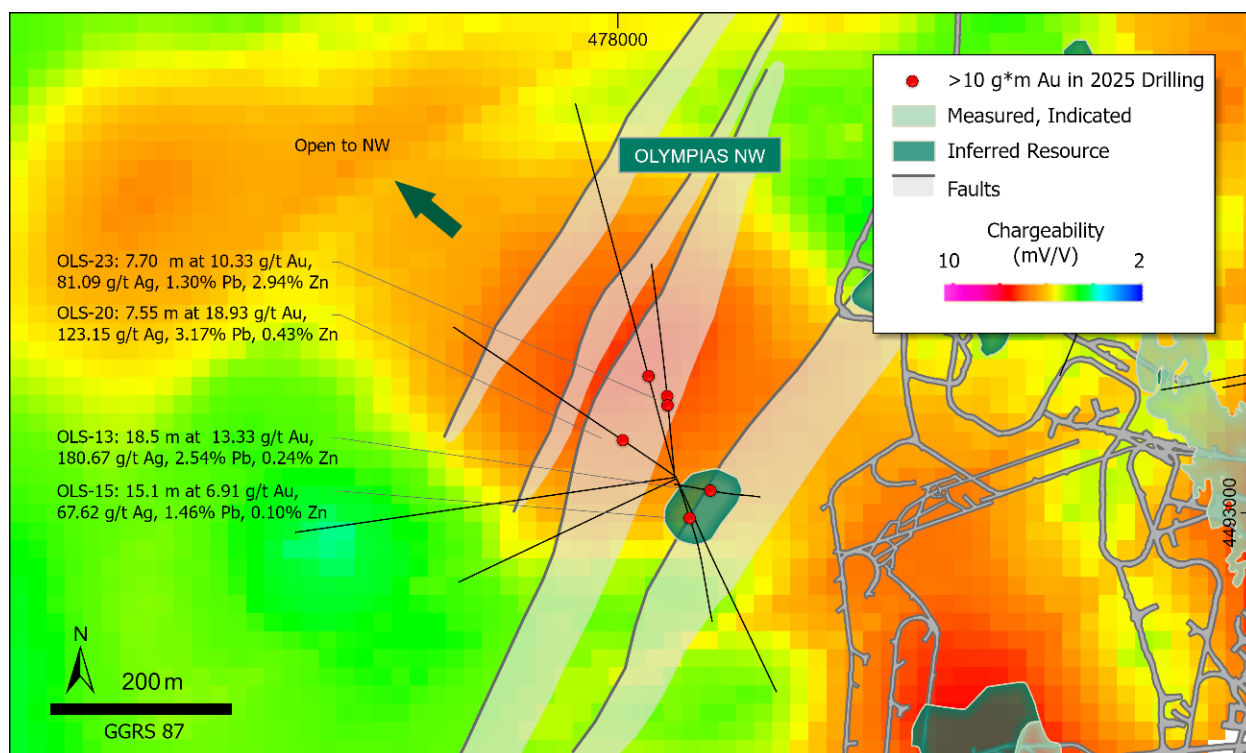 478000
>10 g*m Au in 2025 Drilling
Measured, Indicated
Inferred Resource
Faults
Chargeability
(mV/V)
10 2
Open to NW
OLYMPIAS NW
OLS-23: 7.70 m at 10.33 g/t Au,
81.09 g/t Ag, 1.30% Pb, 2.94% Zn
OLS-20: 7.55 m at 18.93 g/t Au,
123.15 g/t Ag, 3.17% Pb, 0.43% Zn
OLS-13: 18.5 m at 13.33 g/t Au,
180.67 g/t Ag, 2.54% Pb, 0.24% Zn
OLS-15: 15.1 m at 6.91 g/t Au,
67.62 g/t Ag, 1.46% Pb, 0.10% Zn
4493000
N
200 m
GGRS 87